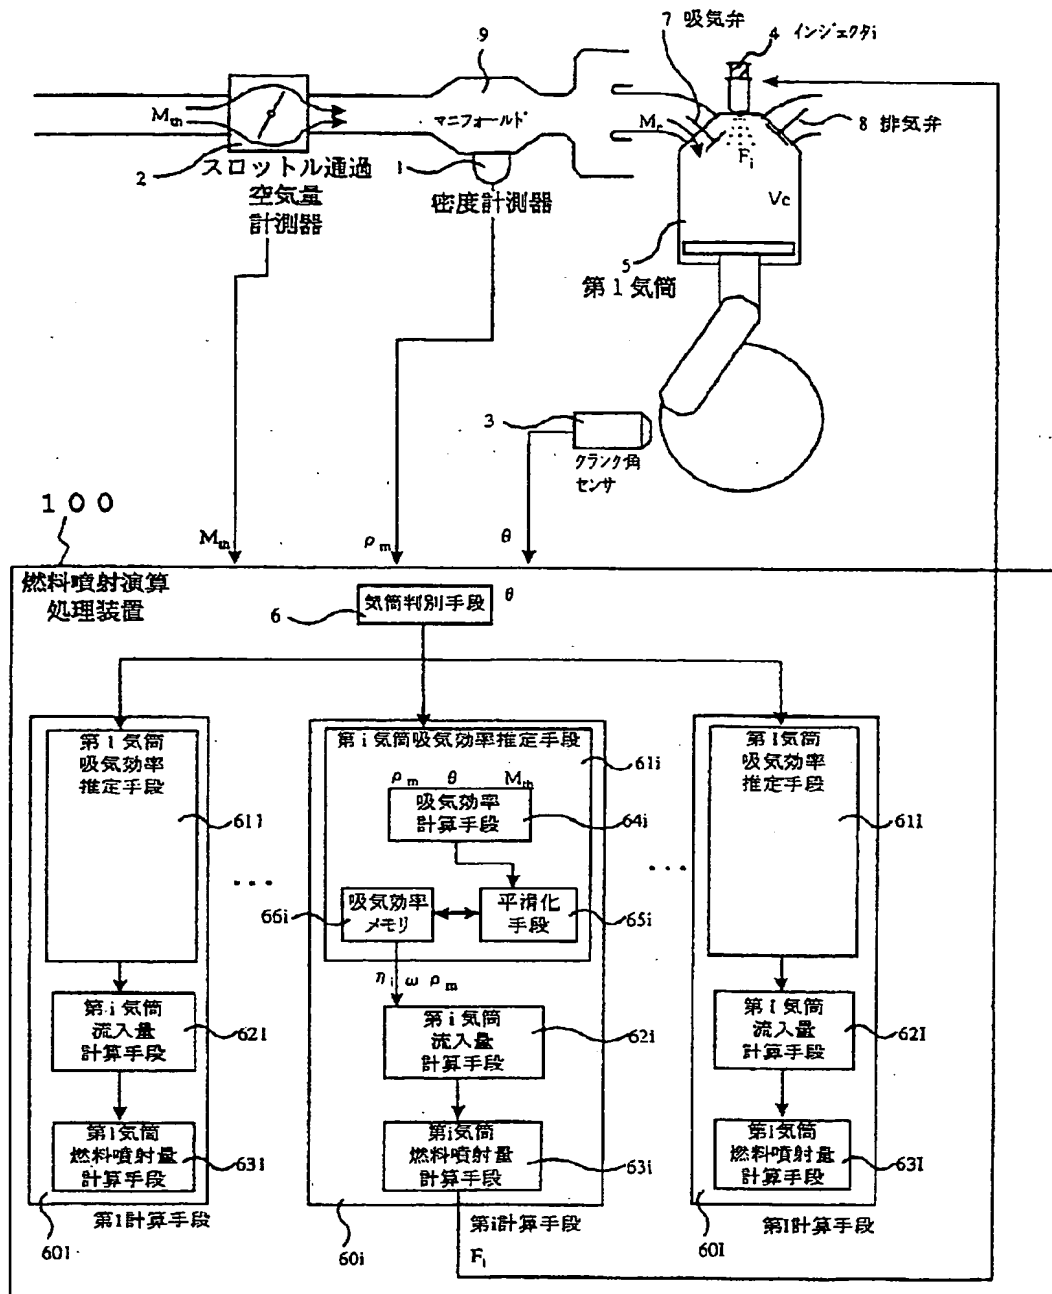 9
7 吸気弁
4 インジェクタi
M_th
マニフォールド
M_e
F_i
8 排気弁
Vc
2
スロットル通過
空気量
計測器
1
密度計測器
5
第1気筒
3
クランク角
センサ
100
M_th
ρ_m
θ
燃料噴射演算
処理装置
6
気筒判別手段
θ
第1気筒
吸気効率
推定手段
611
第i気筒吸気効率推定手段
61i
ρ_m θ M_th
吸気効率
計算手段
64i
吸気効率
メモリ
66i
平滑化
手段
65i
第I気筒
吸気効率
推定手段
61I
...
...
η_i ω ρ_m
第i気筒
流入量
計算手段
621
第i気筒
流入量
計算手段
62i
第I気筒
流入量
計算手段
62I
第1気筒
燃料噴射量
計算手段
631
第i気筒
燃料噴射量
計算手段
63i
第I気筒
燃料噴射量
計算手段
63I
601
第1計算手段
60i
第i計算手段
60I
第I計算手段
F_i